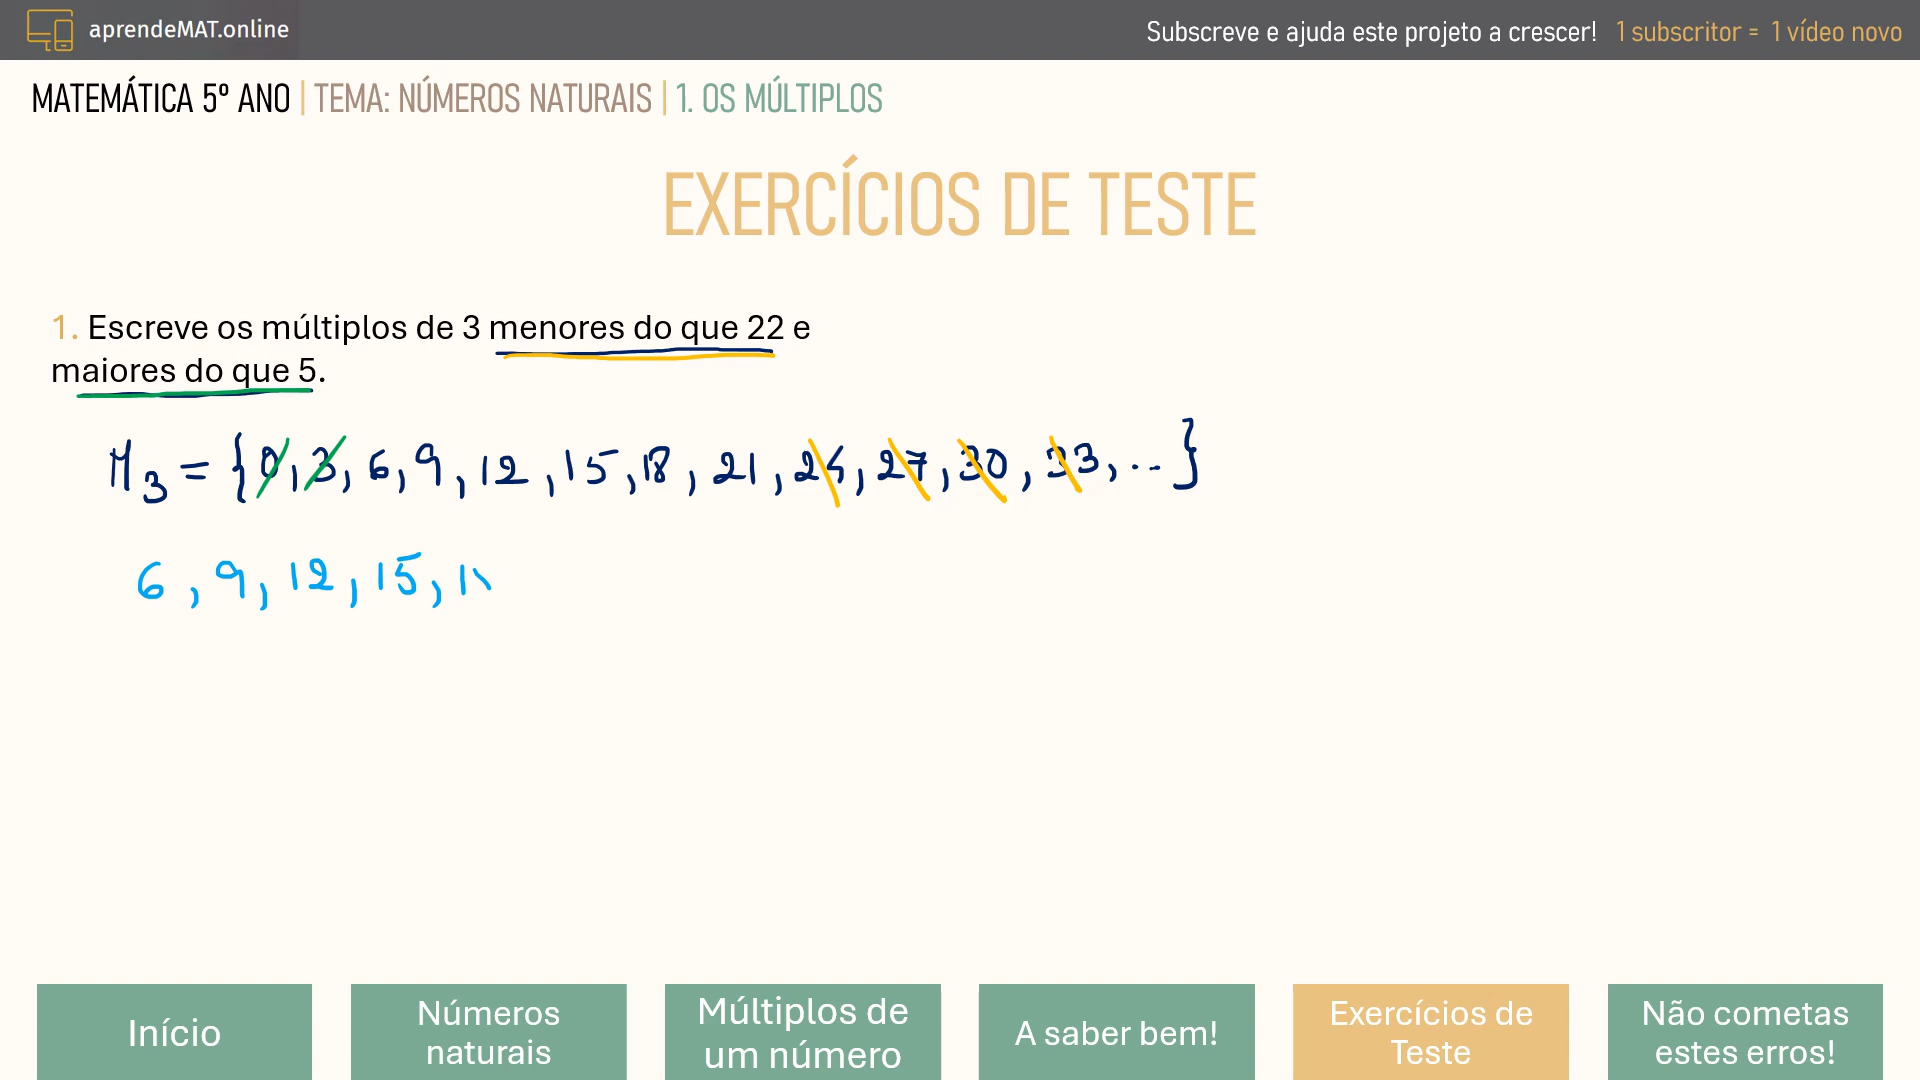 aprendeMAT.online
Subscreve e ajuda este projeto a crescer! 1 subscritor = 1 vídeo novo
MATEMÁTICA 5º ANO | TEMA: NÚMEROS NATURAIS | 1. OS MÚLTIPLOS
EXERCÍCIOS DE TESTE
1. Escreve os múltiplos de 3 menores do que 22 e
maiores do que 5.
M3 = {0, 3, 6, 9, 12, 15, 18, 21, 24, 27, 30, 33, ...}
6, 9, 12, 15,
Início
Números
naturais
Múltiplos de
um número
A saber bem!
Exercícios de
Teste
Não cometas
estes erros!